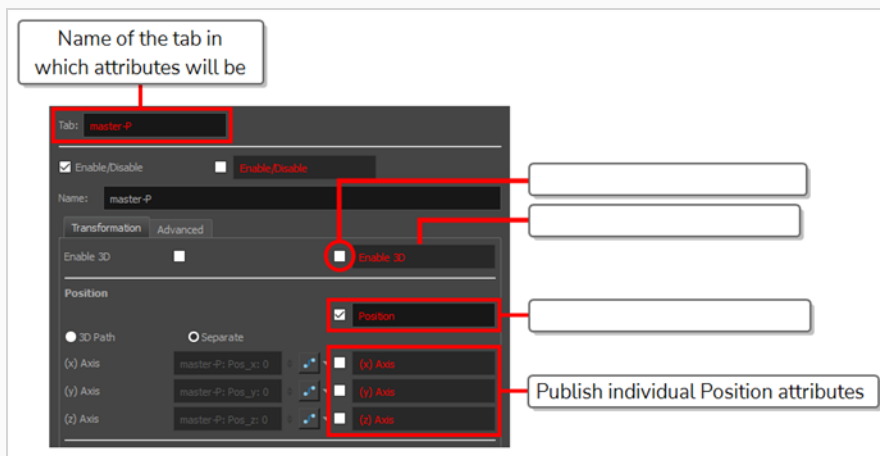 Name of the tab in
which attributes will be
Tab: master-P
Enable/Disable Enable/Disable
Name: master-P
Transformation Advanced
Enable 3D Enable 3D
Position
Position
3D Path Separate
(x) Axis master-P: Pos_x: 0 (x) Axis
(y) Axis master-P: Pos_y: 0 (y) Axis
(z) Axis master-P: Pos_z: 0 (z) Axis
Publish individual Position attributes